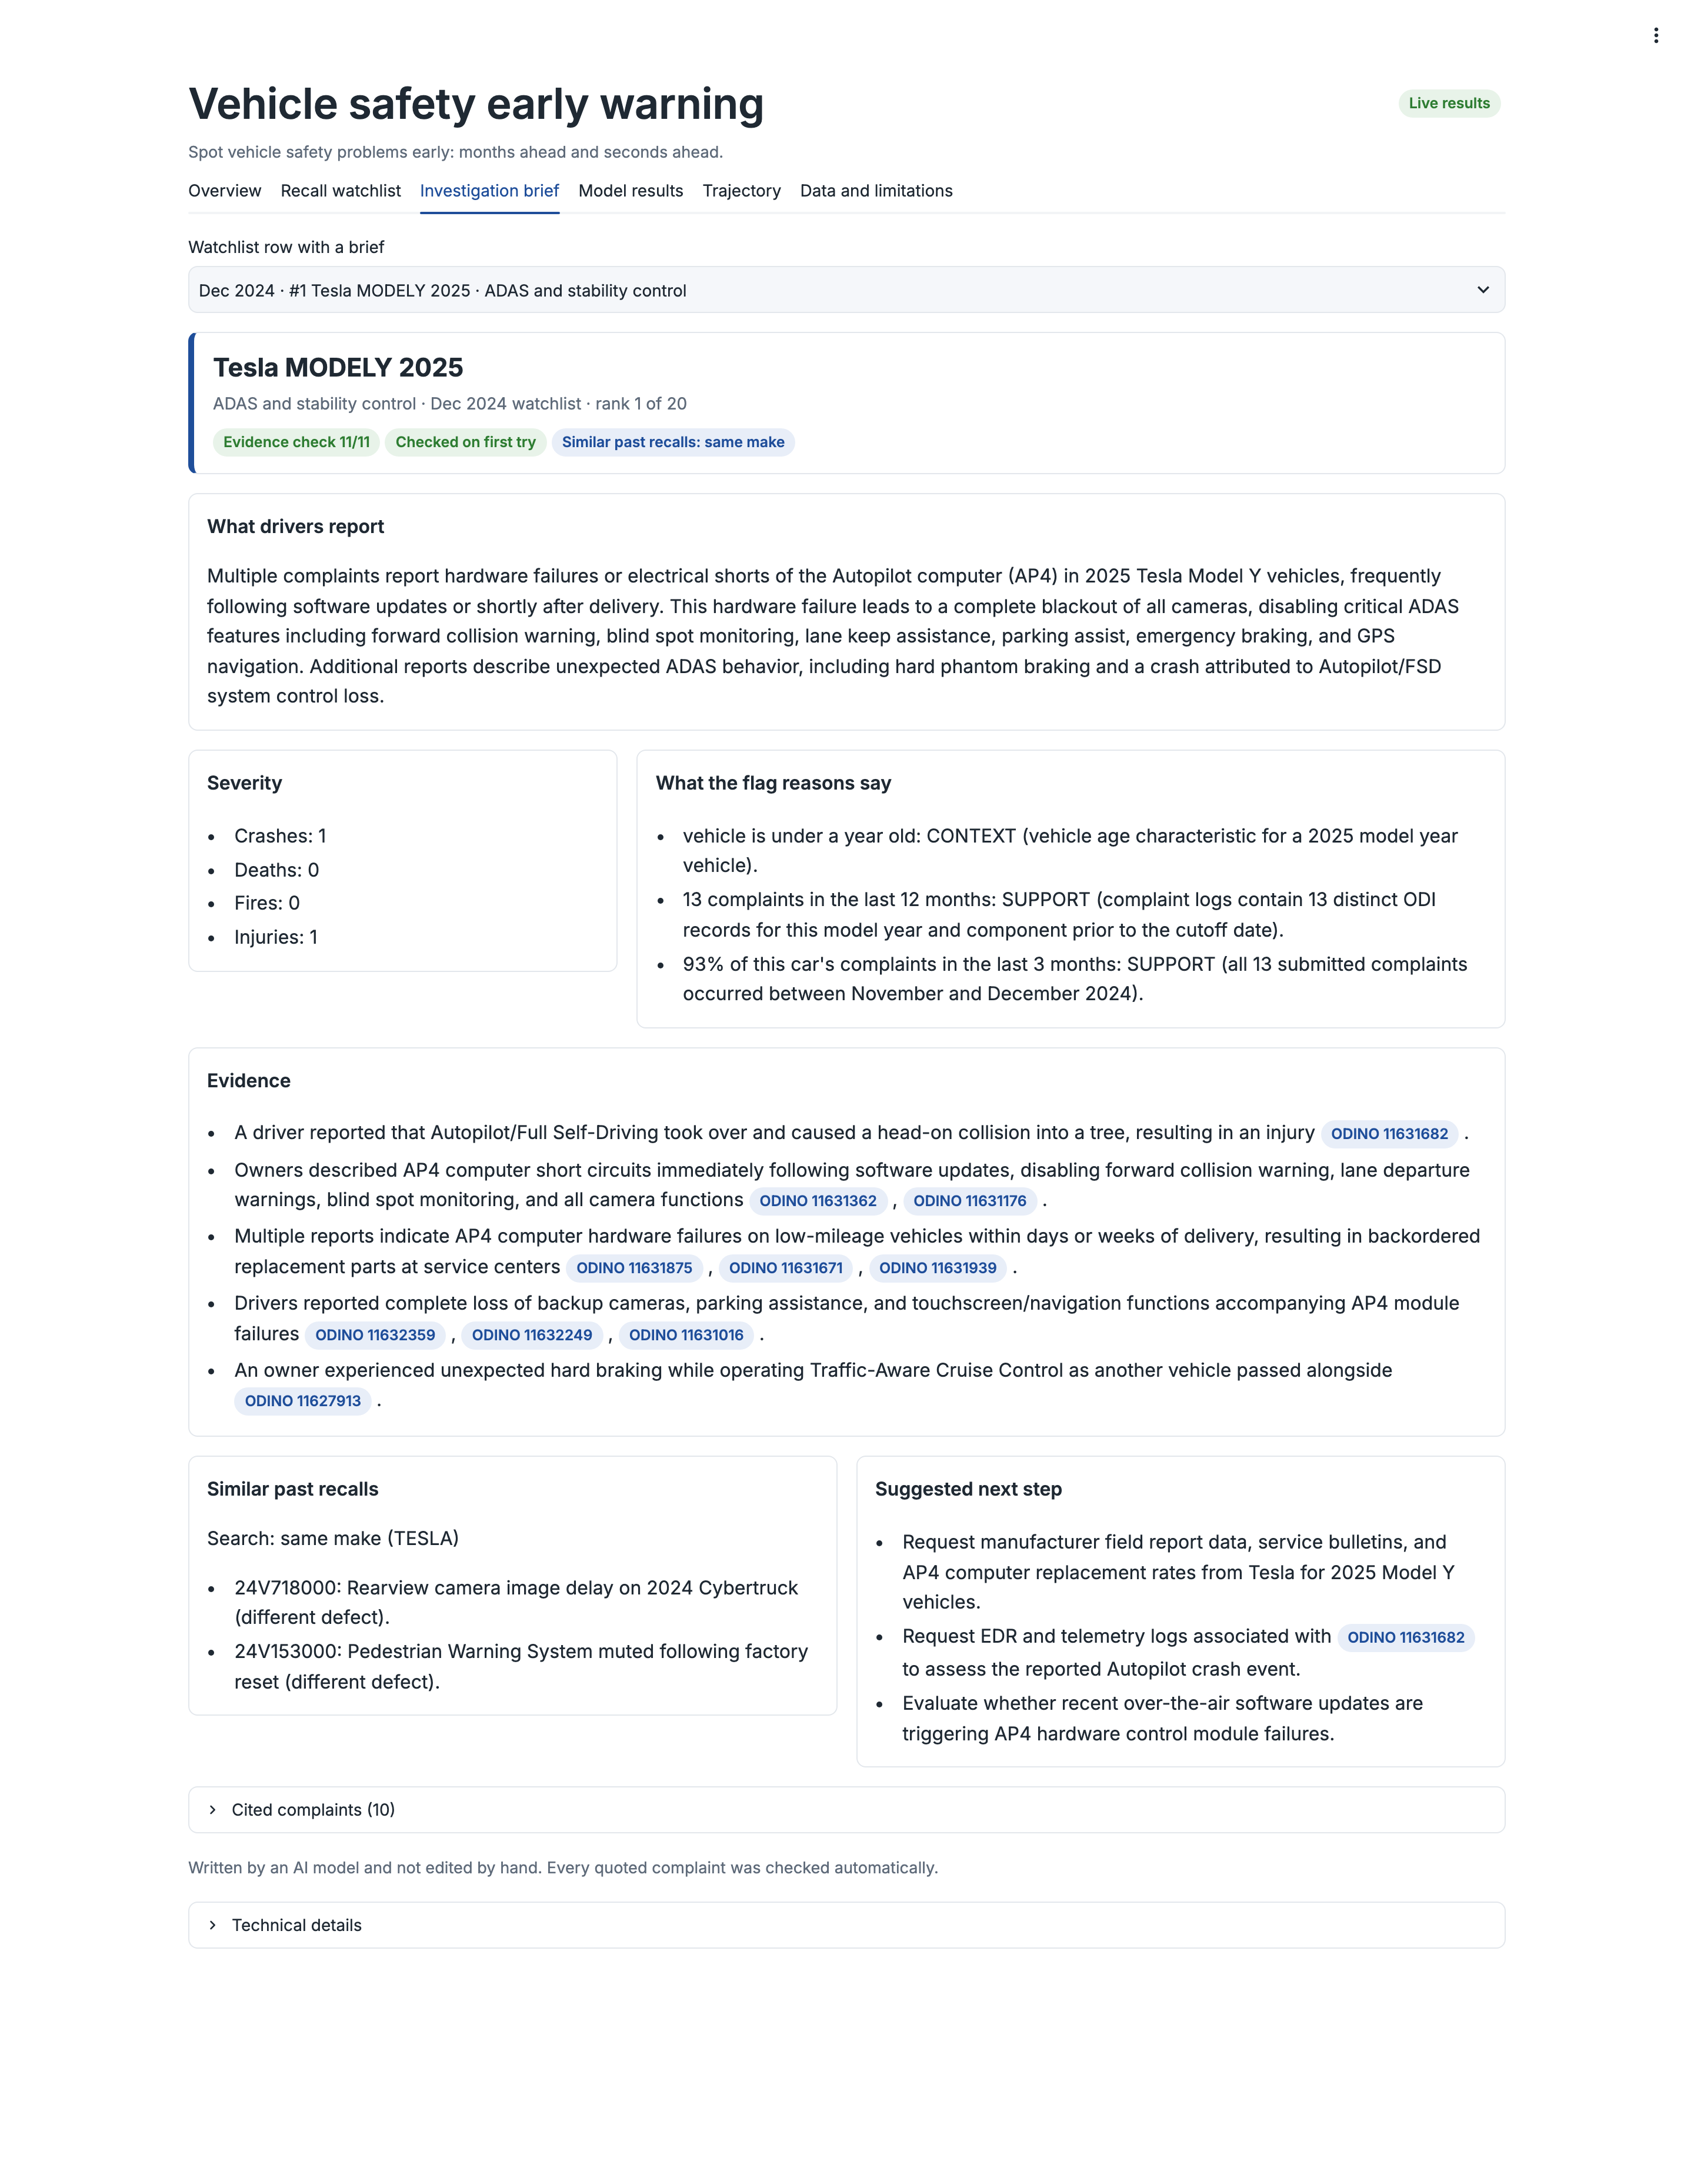 Vehicle safety early warning
Live results
Spot vehicle safety problems early: months ahead and seconds ahead.
Overview Recall watchlist Investigation brief Model results Trajectory Data and limitations
Watchlist row with a brief
Dec 2024 · #1 Tesla MODELY 2025 · ADAS and stability control
Tesla MODELY 2025
ADAS and stability control · Dec 2024 watchlist · rank 1 of 20
Evidence check 11/11 Checked on first try Similar past recalls: same make
What drivers report
Multiple complaints report hardware failures or electrical shorts of the Autopilot computer (AP4) in 2025 Tesla Model Y vehicles, frequently
following software updates or shortly after delivery. This hardware failure leads to a complete blackout of all cameras, disabling critical ADAS
features including forward collision warning, blind spot monitoring, lane keep assistance, parking assist, emergency braking, and GPS
navigation. Additional reports describe unexpected ADAS behavior, including hard phantom braking and a crash attributed to Autopilot/FSD
system control loss.
Severity
• Crashes: 1
• Deaths: 0
• Fires: 0
• Injuries: 1
What the flag reasons say
• vehicle is under a year old: CONTEXT (vehicle age characteristic for a 2025 model year
vehicle).
• 13 complaints in the last 12 months: SUPPORT (complaint logs contain 13 distinct ODI
records for this model year and component prior to the cutoff date).
• 93% of this car's complaints in the last 3 months: SUPPORT (all 13 submitted complaints
occurred between November and December 2024).
Evidence
• A driver reported that Autopilot/Full Self-Driving took over and caused a head-on collision into a tree, resulting in an injury ODINO 11631682 .
• Owners described AP4 computer short circuits immediately following software updates, disabling forward collision warning, lane departure
warnings, blind spot monitoring, and all camera functions ODINO 11631362 , ODINO 11631176 .
• Multiple reports indicate AP4 computer hardware failures on low-mileage vehicles within days or weeks of delivery, resulting in backordered
replacement parts at service centers ODINO 11631875 , ODINO 11631671 , ODINO 11631939 .
• Drivers reported complete loss of backup cameras, parking assistance, and touchscreen/navigation functions accompanying AP4 module
failures ODINO 11632359 , ODINO 11632249 , ODINO 11631016 .
• An owner experienced unexpected hard braking while operating Traffic-Aware Cruise Control as another vehicle passed alongside
ODINO 11627913 .
Similar past recalls
Search: same make (TESLA)
• 24V718000: Rearview camera image delay on 2024 Cybertruck
(different defect).
• 24V153000: Pedestrian Warning System muted following factory
reset (different defect).
Suggested next step
• Request manufacturer field report data, service bulletins, and
AP4 computer replacement rates from Tesla for 2025 Model Y
vehicles.
• Request EDR and telemetry logs associated with ODINO 11631682
to assess the reported Autopilot crash event.
• Evaluate whether recent over-the-air software updates are
triggering AP4 hardware control module failures.
Cited complaints (10)
Written by an AI model and not edited by hand. Every quoted complaint was checked automatically.
Technical details